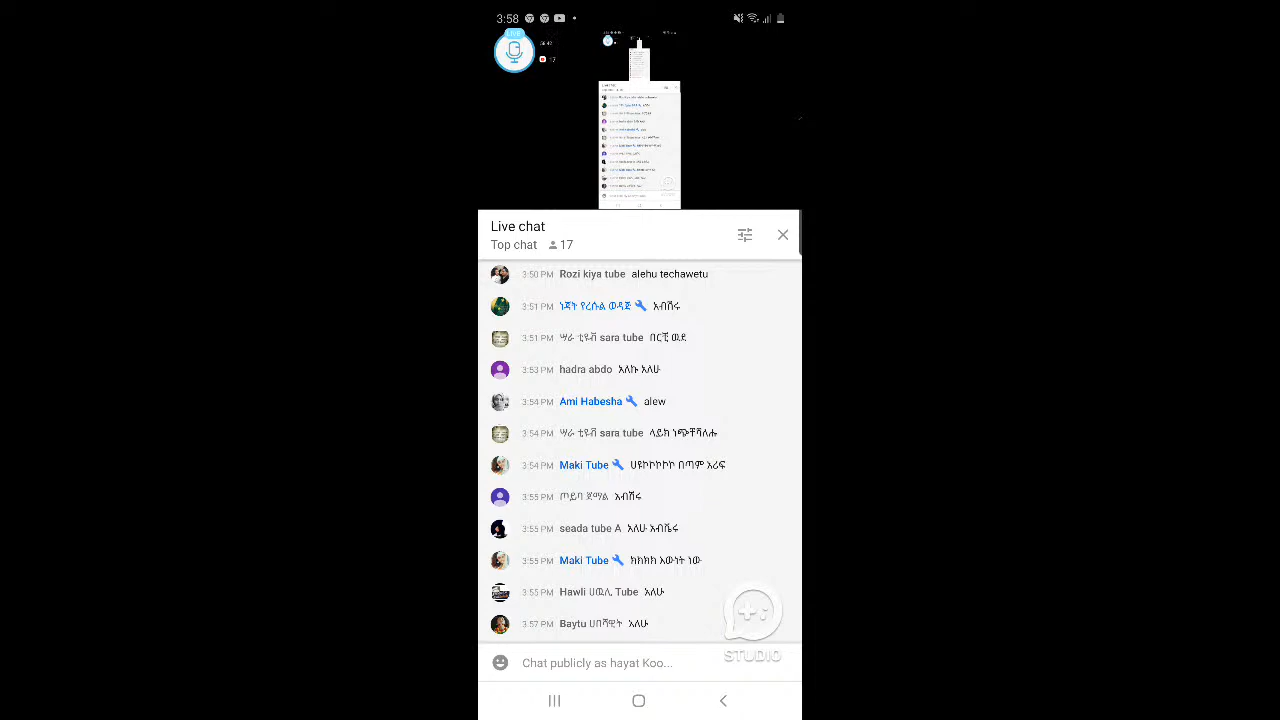 3:58
LIVE
17
Live chat
Top chat 17
3:50 PM Rozi kiya tube alehu techawetu
3:51 PM ነጃት የረሱል ወዳጅ አብሽሩ
3:51 PM ሣራ ቲዩብ sara tube በርቺ ዉደ
3:53 PM hadra abdo አለኩ አለሁ
3:54 PM Ami Habesha alew
3:54 PM ሣራ ቲዩብ sara tube ላይክ ነጭቸሻለሑ
3:54 PM Maki Tube ሀዩኮኮኮኮ በጣም አሪፍ
3:55 PM ጦይባ ጀማል አብሽሩ
3:55 PM seada tube A አለሁ አብሼሩ
3:55 PM Maki Tube ክክክክ እውነት ነው
Hawli ሀዉሊ Tube አለሁ
3:57 PM Baytu ሀበሻዊት አለሁ
Chat publicly as hayat Koo...
STUDIO